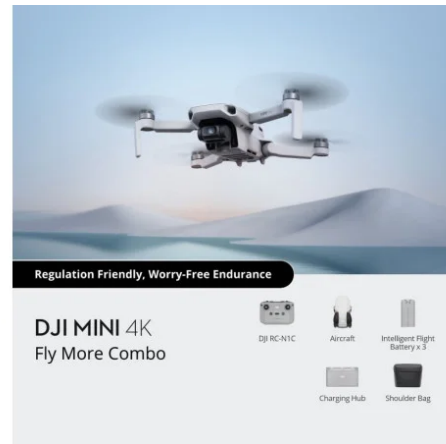 Regulation Friendly, Worry-Free Endurance
DJI MINI 4K
Fly More Combo
DJI RC-N1C
Aircraft
Intelligent Flight
Battery x 3
Charging Hub
Shoulder Bag